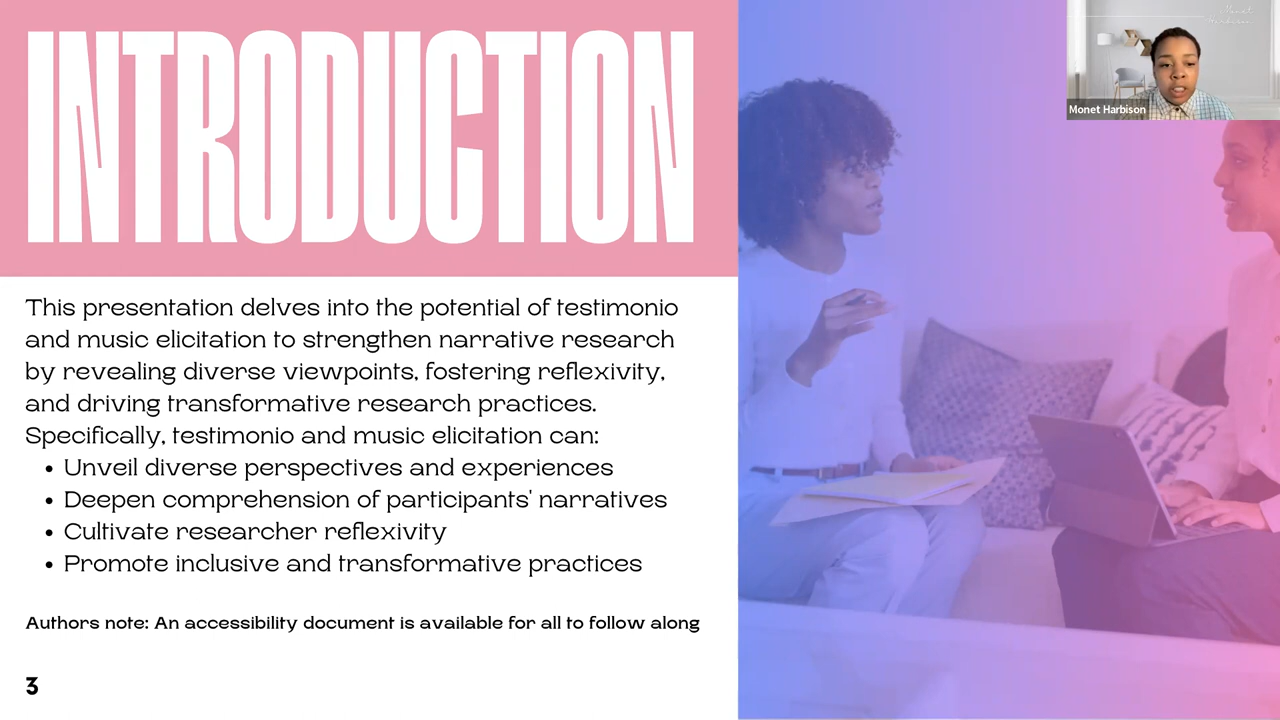 INTRODUCTION
This presentation delves into the potential of testimonio
and music elicitation to strengthen narrative research
by revealing diverse viewpoints, fostering reflexivity,
and driving transformative research practices.
Specifically, testimonio and music elicitation can:
• Unveil diverse perspectives and experiences
• Deepen comprehension of participants' narratives
• Cultivate researcher reflexivity
• Promote inclusive and transformative practices
Authors note: An accessibility document is available for all to follow along
3
Monet
Harbison
Monet Harbison